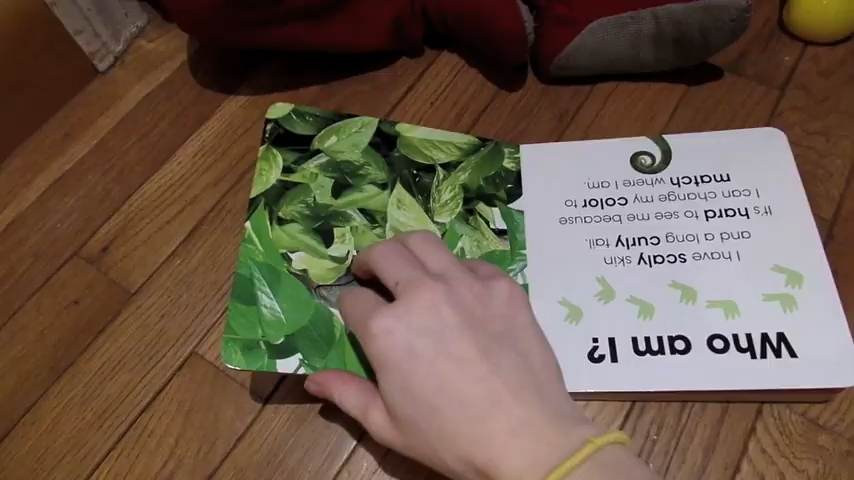 Who am I?
I have scaly skin
and a long curly tail.
It's hard to see me because
I can change my color to
match where I am.